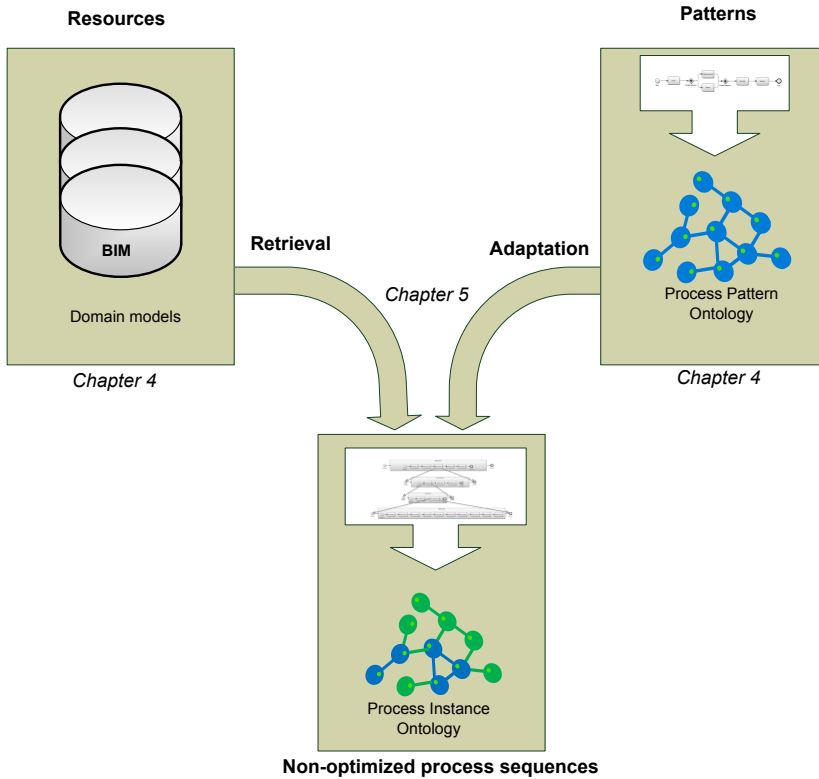 Resources
Patterns
BIM
Domain models
Chapter 4
Retrieval
Adaptation
Chapter 5
Process Pattern
Ontology
Chapter 4
Process Instance
Ontology
Non-optimized process sequences